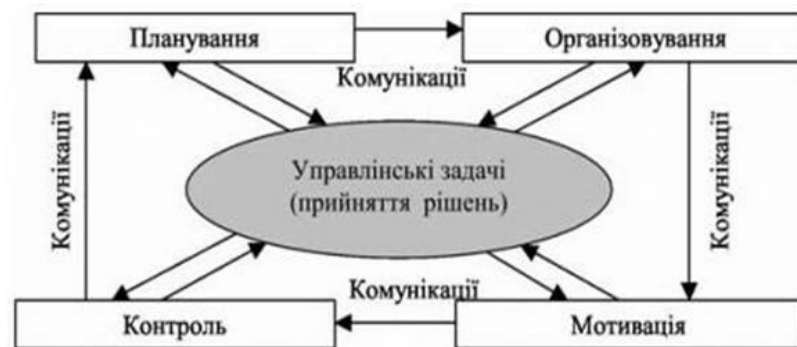 Планування
Організовування
Комунікації
Комунікації
Управлінські задачі
(прийняття рішень)
Комунікації
Комунікації
Контроль
Мотивація